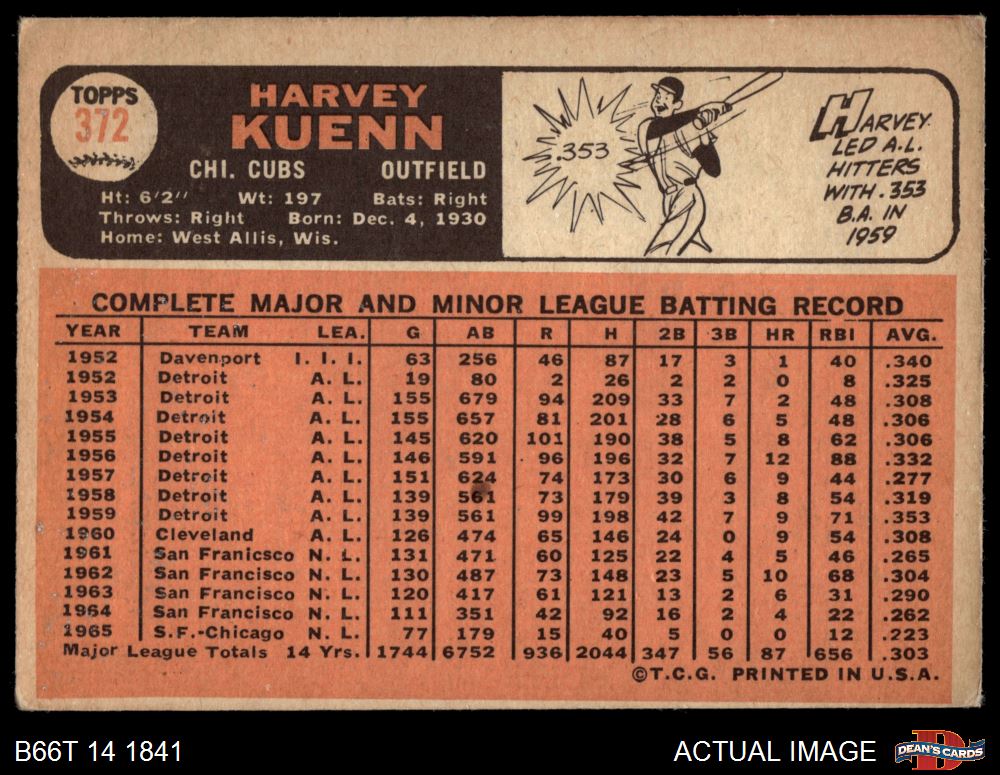 TOPPS
372
HARVEY
KUENN
CHI. CUBS OUTFIELD
Ht: 6'2" Wt: 197 Bats: Right
Throws: Right Born: Dec. 4, 1930
Home: West Allis, Wis.
.353
HARVEY
LED A.L.
HITTERS
WITH .353
B.A. IN
1959
COMPLETE MAJOR AND MINOR LEAGUE BATTING RECORD
YEAR TEAM LEA. G AB R H 2B 3B HR RBI AVG.
1952 Davenport I. I. I. 63 256 46 87 17 3 1 40 .340
1952 Detroit A. L. 19 80 2 26 2 2 0 8 .325
1953 Detroit A. L. 155 679 94 209 33 7 2 48 .308
1954 Detroit A. L. 155 657 81 201 28 6 5 48 .306
1955 Detroit A. L. 145 620 101 190 38 5 8 62 .306
1956 Detroit A. L. 146 591 96 196 32 7 12 88 .332
1957 Detroit A. L. 151 624 74 173 30 6 9 44 .277
1958 Detroit A. L. 139 561 73 179 39 3 8 54 .319
1959 Detroit A. L. 139 561 99 198 42 7 9 71 .353
1960 Cleveland A. L. 126 474 65 146 24 0 9 54 .308
1961 San Franicsco N. L. 131 471 60 125 22 4 5 46 .265
1962 San Francisco N. L. 130 487 73 148 23 5 10 68 .304
1963 San Francisco N. L. 120 417 61 121 13 2 6 31 .290
1964 San Francisco N. L. 111 351 42 92 16 2 4 22 .262
1965 S.F.-Chicago N. L. 77 179 15 40 5 0 0 12 .223
Major League Totals 14 Yrs. 1744 6752 936 2044 347 56 87 656 .303
©T.C.G. PRINTED IN U.S.A.
B66T 14 1841 ACTUAL IMAGE
DEAN'S CARDS